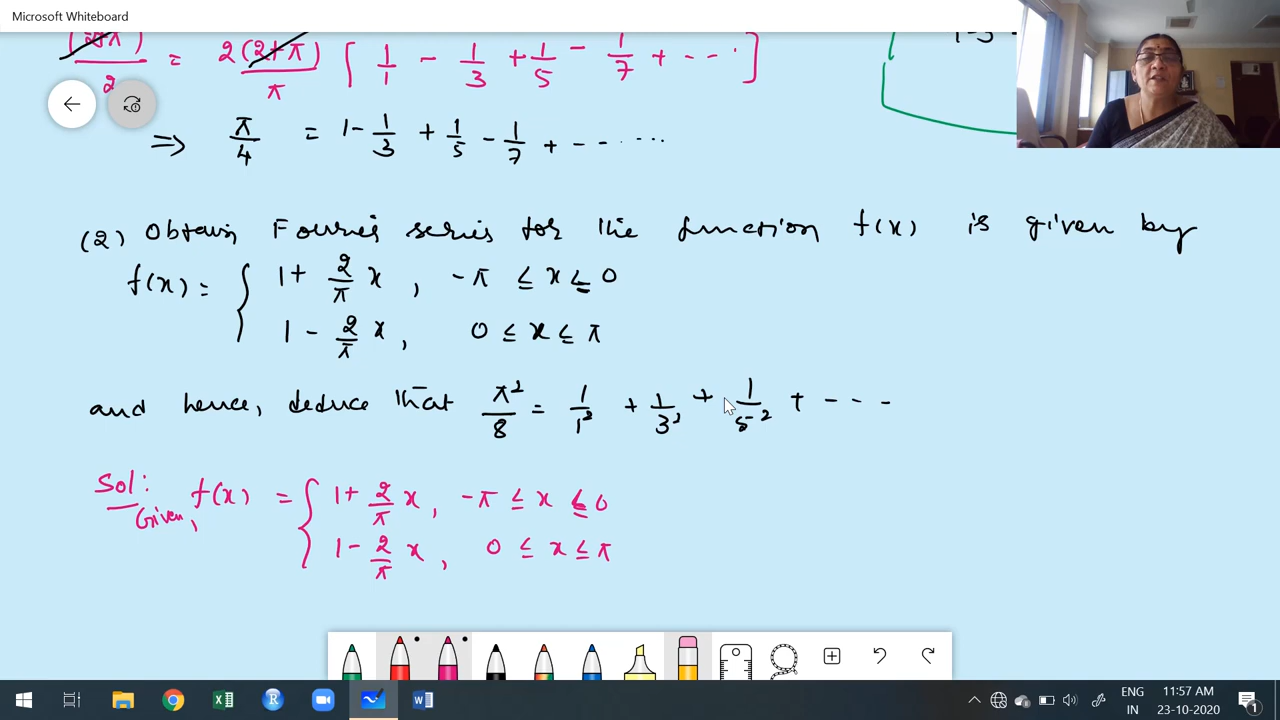 Microsoft Whiteboard
2 = 2(2+π)/π [ 1/1 - 1/3 + 1/5 - 1/7 + --- ]
⇒ π/4 = 1 - 1/3 + 1/5 - 1/7 + ------
(2) Obtain Fourier series for the function f(x) is given by
f(x) = { 1 + 2/π x , -π ≤ x ≤ 0
1 - 2/π x , 0 ≤ x ≤ π
and hence, deduce that π²/8 = 1/1² + 1/3² + 1/5² + ---
Sol: Given, f(x) = { 1 + 2/π x , -π ≤ x ≤ 0
1 - 2/π x , 0 ≤ x ≤ π
ENG 11:57 AM
IN 23-10-2020